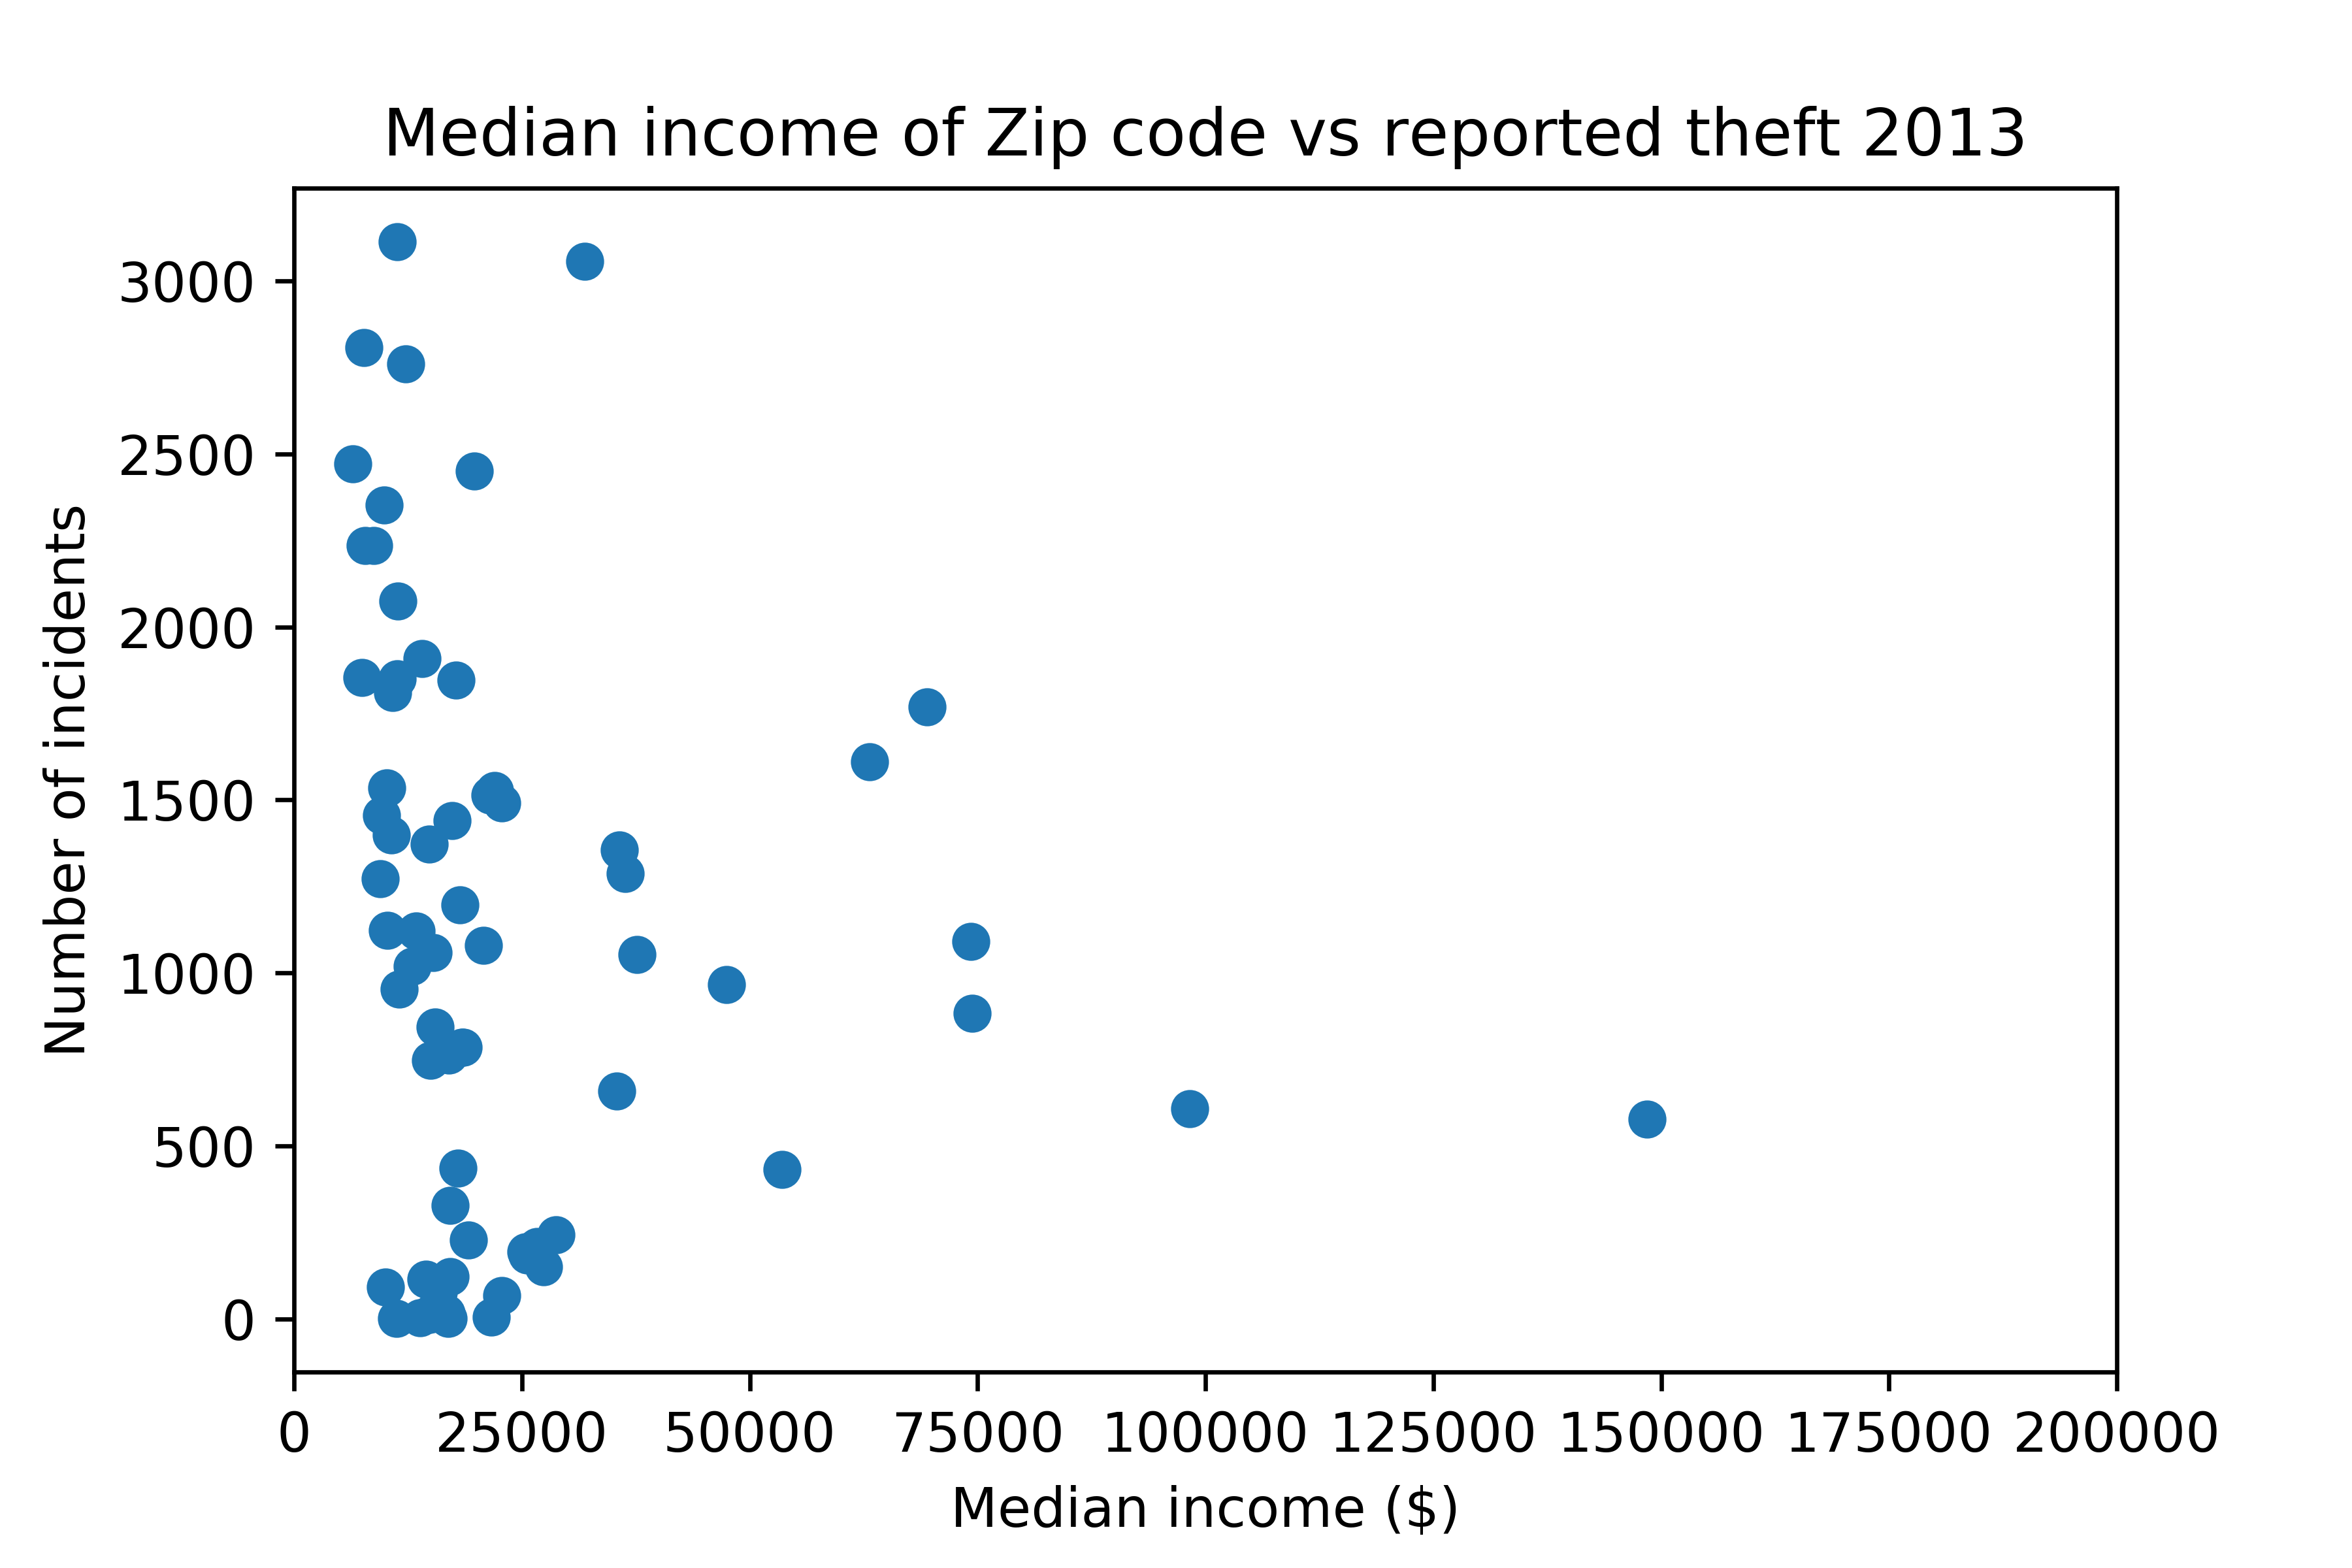 Median income of Zip code vs reported theft 2013
3000
2500
2000
1500
1000
500
0
Number of incidents
0 25000 50000 75000 100000 125000 150000 175000 200000
Median income ($)